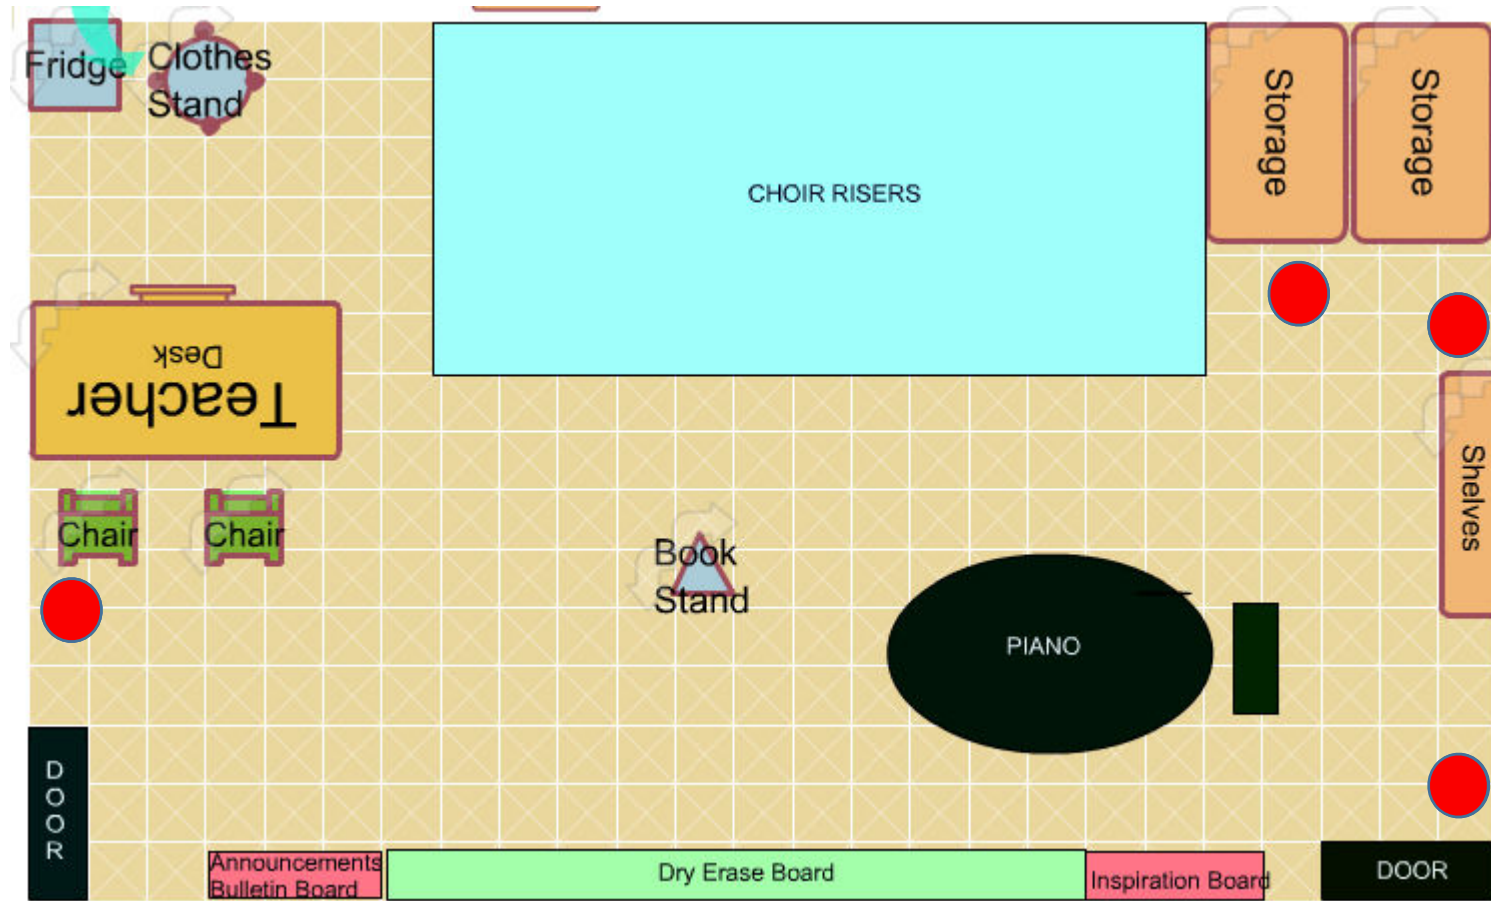 Fridge
Clothes
Stand
CHOIR RISERS
Storage
Storage
Teacher
Desk
Chair
Chair
Book
Stand
Shelves
PIANO
DOOR
Announcements
Bulletin Board
Dry Erase Board
Inspiration Board
DOOR